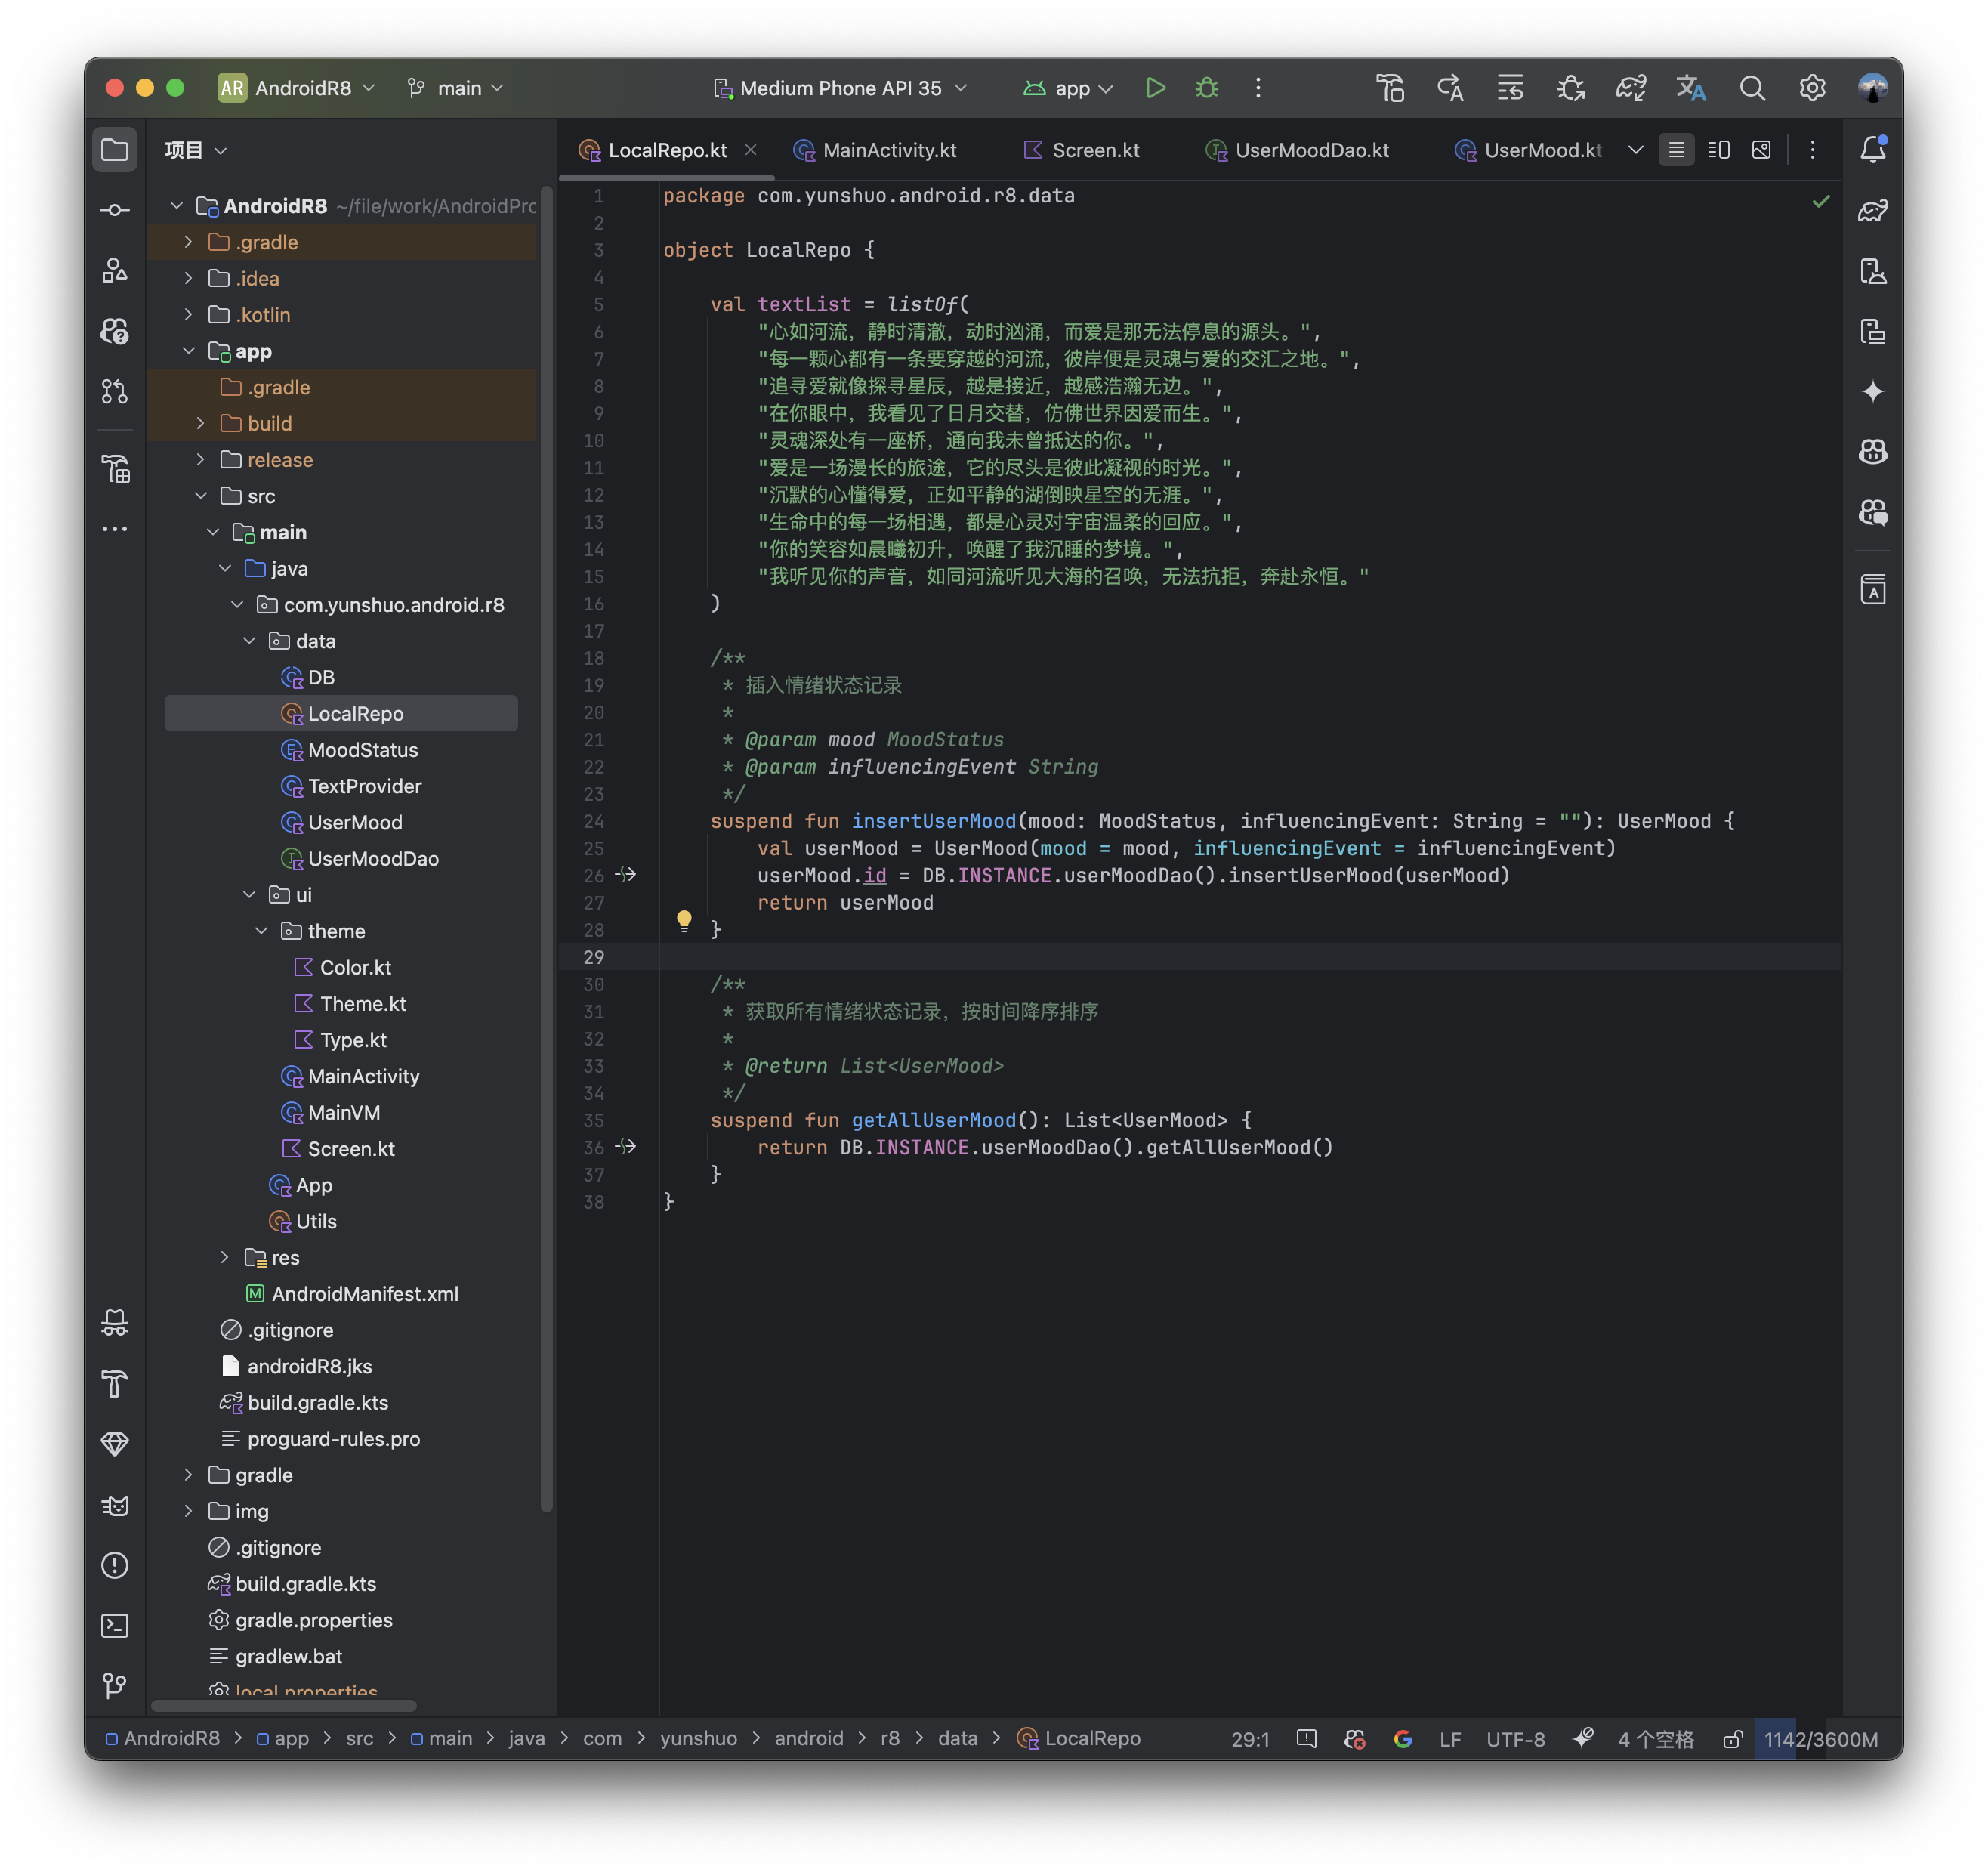 AR AndroidR8 main Medium Phone API 35 app
项目
LocalRepo.kt MainActivity.kt Screen.kt UserMoodDao.kt UserMood.kt
AndroidR8 ~/file/work/AndroidPrc
.gradle
.idea
.kotlin
app
.gradle
build
release
src
main
java
com.yunshuo.android.r8
data
DB
LocalRepo
MoodStatus
TextProvider
UserMood
UserMoodDao
ui
theme
Color.kt
Theme.kt
Type.kt
MainActivity
MainVM
Screen.kt
App
Utils
res
AndroidManifest.xml
.gitignore
androidR8.jks
build.gradle.kts
proguard-rules.pro
gradle
img
.gitignore
build.gradle.kts
gradle.properties
gradlew.bat
local.properties
1 package com.yunshuo.android.r8.data
2
3 object LocalRepo {
4
5 val textList = listOf(
6 "心如河流，静时清澈，动时汹涌，而爱是那无法停息的源头。",
7 "每一颗心都有一条要穿越的河流，彼岸便是灵魂与爱的交汇之地。",
8 "追寻爱就像探寻星辰，越是接近，越感浩瀚无边。",
9 "在你眼中，我看见了日月交替，仿佛世界因爱而生。",
10 "灵魂深处有一座桥，通向我未曾抵达的你。",
11 "爱是一场漫长的旅途，它的尽头是彼此凝视的时光。",
12 "沉默的心懂得爱，正如平静的湖倒映星空的无涯。",
13 "生命中的每一场相遇，都是心灵对宇宙温柔的回应。",
14 "你的笑容如晨曦初升，唤醒了我沉睡的梦境。",
15 "我听见你的声音，如同河流听见大海的召唤，无法抗拒，奔赴永恒。"
16 )
17
18 /**
19 * 插入情绪状态记录
20 *
21 * @param mood MoodStatus
22 * @param influencingEvent String
23 */
24 suspend fun insertUserMood(mood: MoodStatus, influencingEvent: String = ""): UserMood {
25 val userMood = UserMood(mood = mood, influencingEvent = influencingEvent)
26 userMood.id = DB.INSTANCE.userMoodDao().insertUserMood(userMood)
27 return userMood
28 }
29
30 /**
31 * 获取所有情绪状态记录，按时间降序排序
32 *
33 * @return List<UserMood>
34 */
35 suspend fun getAllUserMood(): List<UserMood> {
36 return DB.INSTANCE.userMoodDao().getAllUserMood()
37 }
38 }
AndroidR8 > app > src > main > java > com > yunshuo > android > r8 > data > LocalRepo 29:1 LF UTF-8 4 个空格 1142/3600M